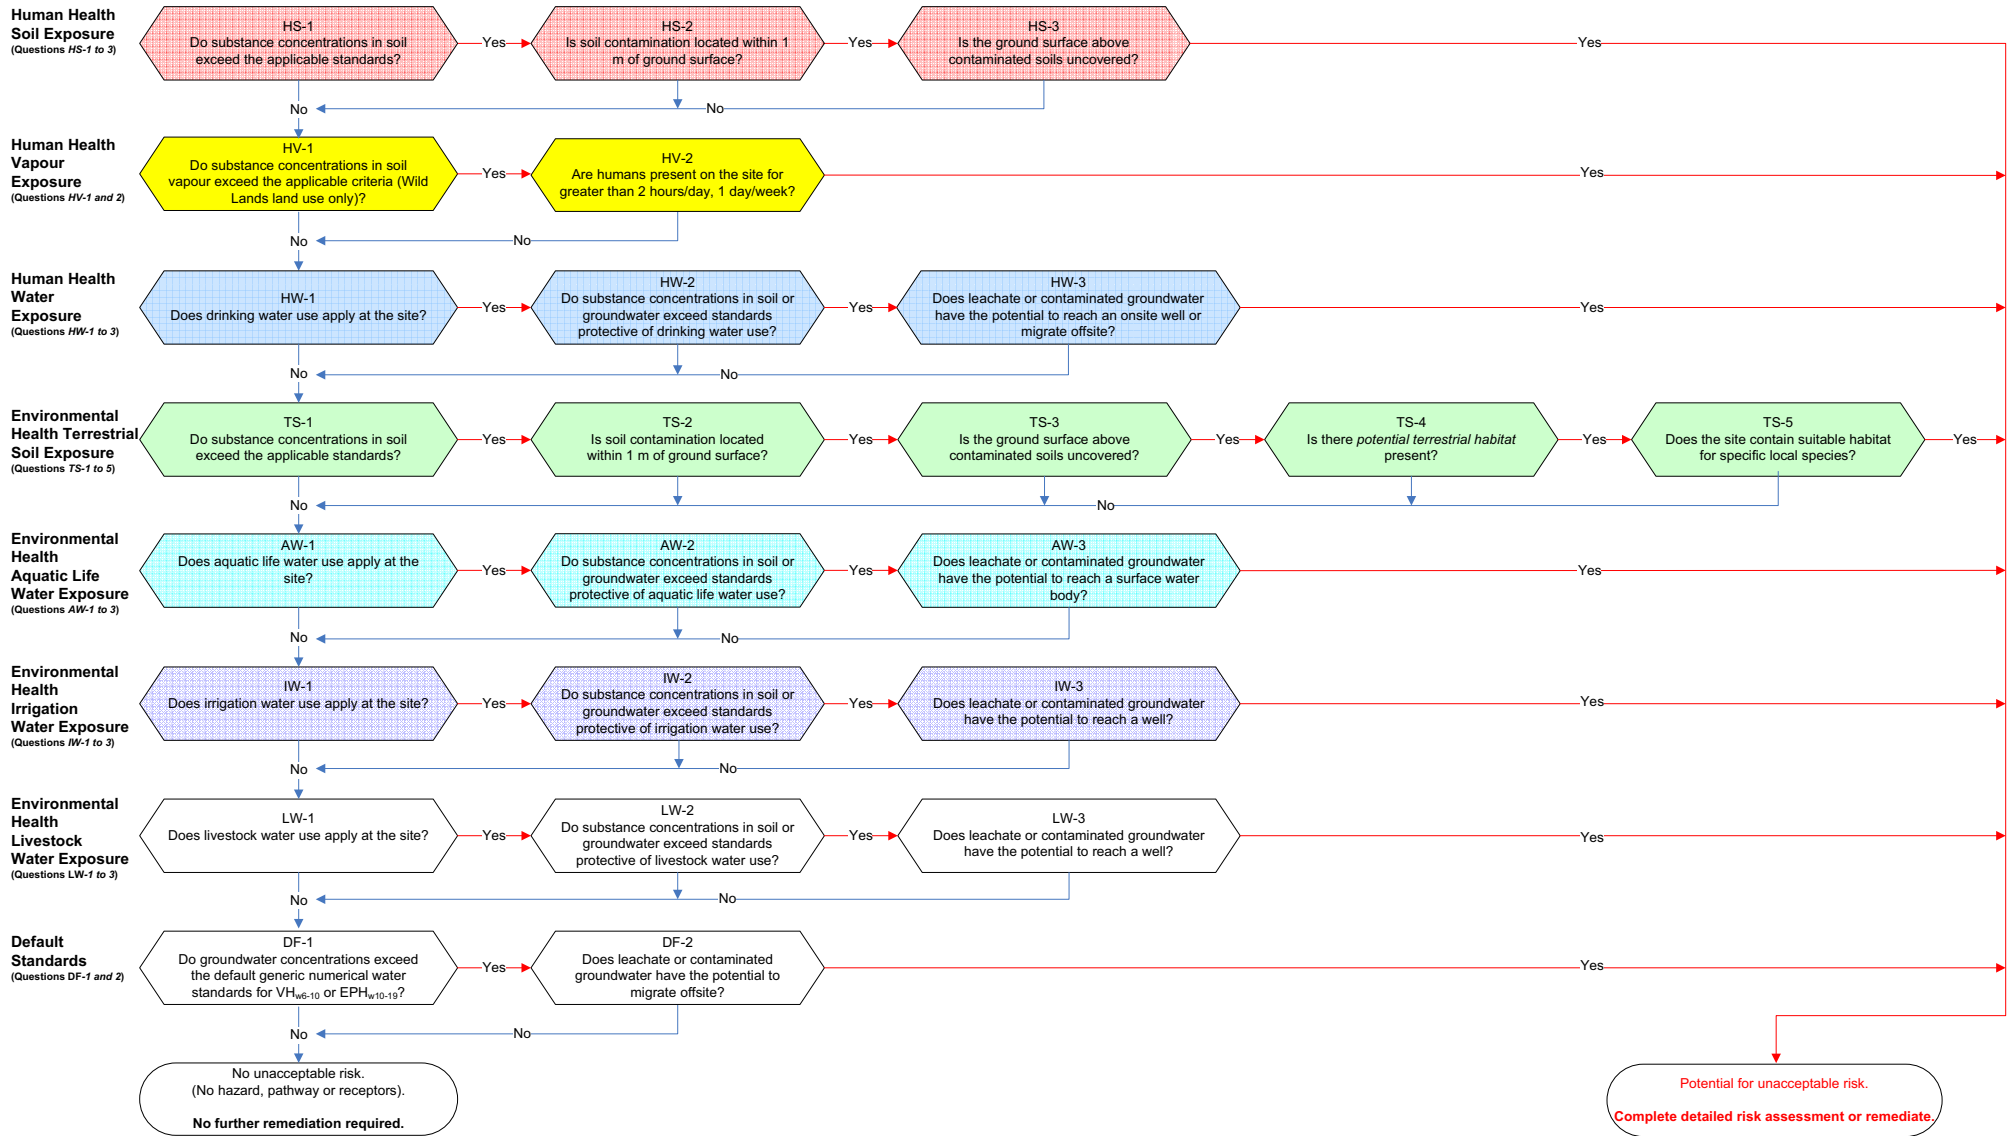 Human Health
Soil Exposure
(Questions HS-1 to 3)
HS-1
Do substance concentrations in soil
exceed the applicable standards?
Yes
HS-2
Is soil contamination located within 1
m of ground surface?
Yes
HS-3
Is the ground surface above
contaminated soils uncovered?
Yes
No
No
Human Health
Vapour
Exposure
(Questions HV-1 and 2)
HV-1
Do substance concentrations in soil
vapour exceed the applicable criteria (Wild
Lands land use only)?
Yes
HV-2
Are humans present on the site for
greater than 2 hours/day, 1 day/week?
Yes
No
No
Human Health
Water
Exposure
(Questions HW-1 to 3)
HW-1
Does drinking water use apply at the site?
Yes
HW-2
Do substance concentrations in soil or
groundwater exceed standards
protective of drinking water use?
Yes
HW-3
Does leachate or contaminated groundwater
have the potential to reach an onsite well or
migrate offsite?
Yes
No
No
Environmental
Health Terrestrial
Soil Exposure
(Questions TS-1 to 5)
TS-1
Do substance concentrations in soil
exceed the applicable standards?
Yes
TS-2
Is soil contamination located
within 1 m of ground surface?
Yes
TS-3
Is the ground surface above
contaminated soils uncovered?
Yes
TS-4
Is there potential terrestrial habitat
present?
Yes
TS-5
Does the site contain suitable habitat
for specific local species?
Yes
No
No
Environmental
Health
Aquatic Life
Water Exposure
(Questions AW-1 to 3)
AW-1
Does aquatic life water use apply at the
site?
Yes
AW-2
Do substance concentrations in soil or
groundwater exceed standards
protective of aquatic life water use?
Yes
AW-3
Does leachate or contaminated groundwater
have the potential to reach a surface water
body?
Yes
No
No
Environmental
Health
Irrigation
Water Exposure
(Questions IW-1 to 3)
IW-1
Does irrigation water use apply at the site?
Yes
IW-2
Do substance concentrations in soil or
groundwater exceed standards
protective of irrigation water use?
Yes
IW-3
Does leachate or contaminated groundwater
have the potential to reach a well?
Yes
No
No
Environmental
Health
Livestock
Water Exposure
(Questions LW-1 to 3)
LW-1
Does livestock water use apply at the site?
Yes
LW-2
Do substance concentrations in soil or
groundwater exceed standards
protective of livestock water use?
Yes
LW-3
Does leachate or contaminated groundwater
have the potential to reach a well?
Yes
No
No
Default
Standards
(Questions DF-1 and 2)
DF-1
Do groundwater concentrations exceed
the default generic numerical water
standards for VHw6-10 or EPHw10-19?
Yes
DF-2
Does leachate or contaminated
groundwater have the potential to
migrate offsite?
Yes
No
No
No unacceptable risk.
(No hazard, pathway or receptors).
No further remediation required.
Potential for unacceptable risk.
Complete detailed risk assessment or remediate.